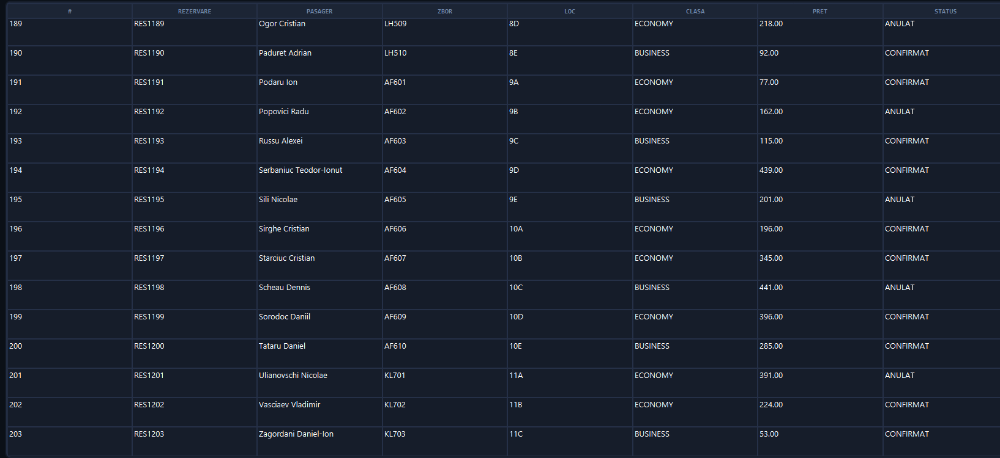 # REZERVARE PASAGER ZBOR LOC CLASA PRET STATUS
189 RES1189 Ogor Cristian LH509 8D ECONOMY 218.00 ANULAT
190 RES1190 Paduret Adrian LH510 8E BUSINESS 92.00 CONFIRMAT
191 RES1191 Podaru Ion AF601 9A ECONOMY 77.00 CONFIRMAT
192 RES1192 Popovici Radu AF602 9B ECONOMY 162.00 ANULAT
193 RES1193 Russu Alexei AF603 9C BUSINESS 115.00 CONFIRMAT
194 RES1194 Serbaniuc Teodor-Ionut AF604 9D ECONOMY 439.00 CONFIRMAT
195 RES1195 Sili Nicolae AF605 9E BUSINESS 201.00 ANULAT
196 RES1196 Sirghe Cristian AF606 10A ECONOMY 196.00 CONFIRMAT
197 RES1197 Starciuc Cristian AF607 10B ECONOMY 345.00 CONFIRMAT
198 RES1198 Scheau Dennis AF608 10C BUSINESS 441.00 ANULAT
199 RES1199 Sorodoc Daniil AF609 10D ECONOMY 396.00 CONFIRMAT
200 RES1200 Tataru Daniel AF610 10E BUSINESS 285.00 CONFIRMAT
201 RES1201 Ulianovschi Nicolae KL701 11A ECONOMY 391.00 ANULAT
202 RES1202 Vasciaev Vladimir KL702 11B ECONOMY 224.00 CONFIRMAT
203 RES1203 Zagordani Daniel-Ion KL703 11C BUSINESS 53.00 CONFIRMAT